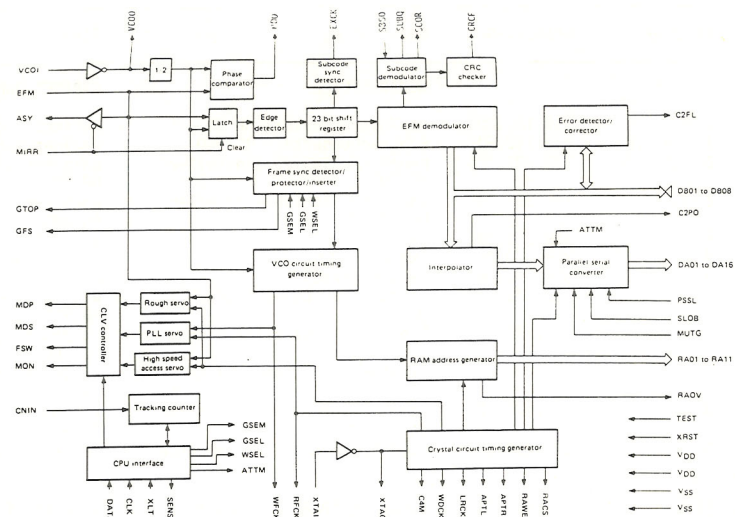 VCOO
PDO
EXCK
SBSO
SCOR
CRCF
VCOI
1/2
Phase
comparator
Subcode
sync
detector
Subcode
demodulator
CRC
checker
EFM
ASY
Latch
Edge
detector
23 bit shift
register
EFM demodulator
Error detector/
corrector
C2FL
MIRR
Clear
Frame sync detector/
protector/inserter
D801 to D808
GTOP
GFS
GSEM
GSEL
WSEL
C2PO
ATTM
VCO circuit timing
generator
Interpolator
Parallel serial
converter
DA01 to DA16
MDP
MDS
FSW
MON
CLV controller
Rough servo
PLL servo
High speed
access servo
PSSL
SLOB
MUTG
RAM address generator
RA01 to RA11
RAOV
CNIN
Tracking counter
GSEM
GSEL
WSEL
ATTM
CPU interface
Crystal circuit timing generator
TEST
XRST
VDD
VDD
VSS
VSS
DAT
CLK
XLT
SENS
WFCK
RFCK
XTAI
XTAO
C4M
WDCK
LRCK
APTL
APTR
RAWE
RACS